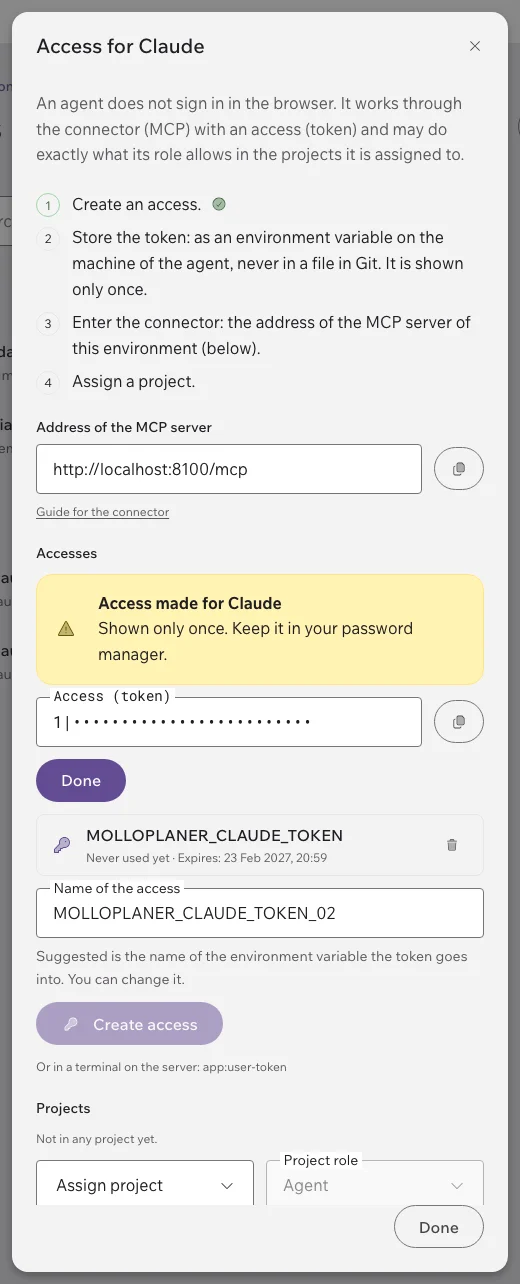 Access for Claude
An agent does not sign in in the browser. It works through
the connector (MCP) with an access (token) and may do
exactly what its role allows in the projects it is assigned to.
1 Create an access.
2 Store the token: as an environment variable on the
machine of the agent, never in a file in Git. It is shown
only once.
3 Enter the connector: the address of the MCP server of
this environment (below).
4 Assign a project.
Address of the MCP server
http://localhost:8100/mcp
Guide for the connector
Accesses
Access made for Claude
Shown only once. Keep it in your password
manager.
Access (token)
1|•••••••••••••••••••••••••
Done
MOLLOPLANER_CLAUDE_TOKEN
Never used yet · Expires: 23 Feb 2027, 20:59
Name of the access
MOLLOPLANER_CLAUDE_TOKEN_02
Suggested is the name of the environment variable the token goes
into. You can change it.
Create access
Or in a terminal on the server: app:user-token
Projects
Not in any project yet.
Project role
Assign project
Agent
Done